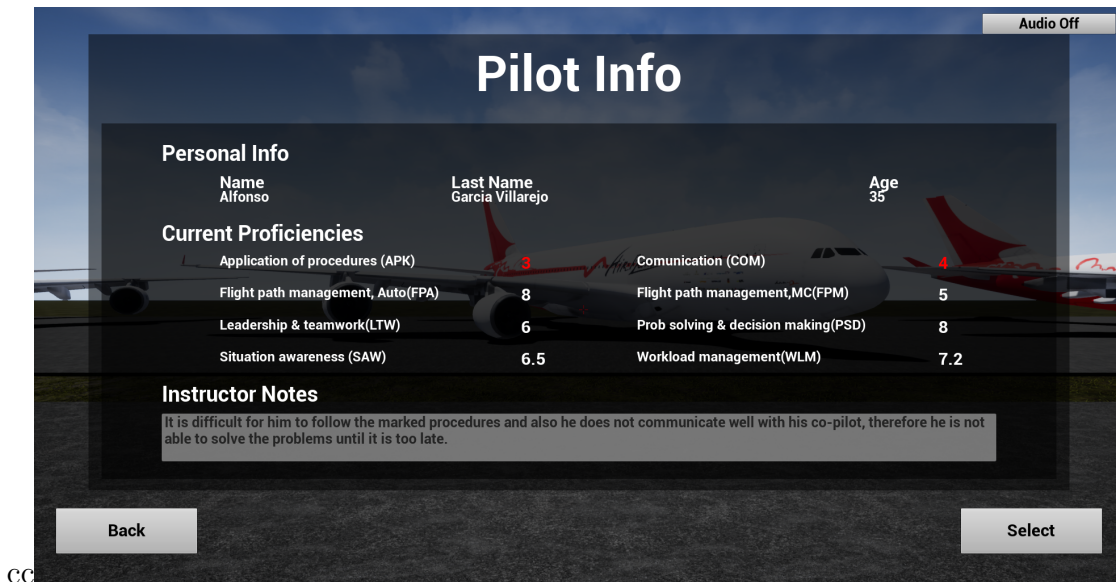 Audio Off
Pilot Info
Personal Info
Name Last Name Age
Alfonso Garcia Villarejo 35
Current Proficiencies
Application of procedures (APK) 3 Comunication (COM) 4
Flight path management, Auto(FPA) 8 Flight path management,MC(FPM) 5
Leadership & teamwork(LTW) 6 Prob solving & decision making(PSD) 8
Situation awareness (SAW) 6.5 Workload management(WLM) 7.2
Instructor Notes
It is difficult for him to follow the marked procedures and also he does not communicate well with his co-pilot, therefore he is not
able to solve the problems until it is too late.
Back Select
cc